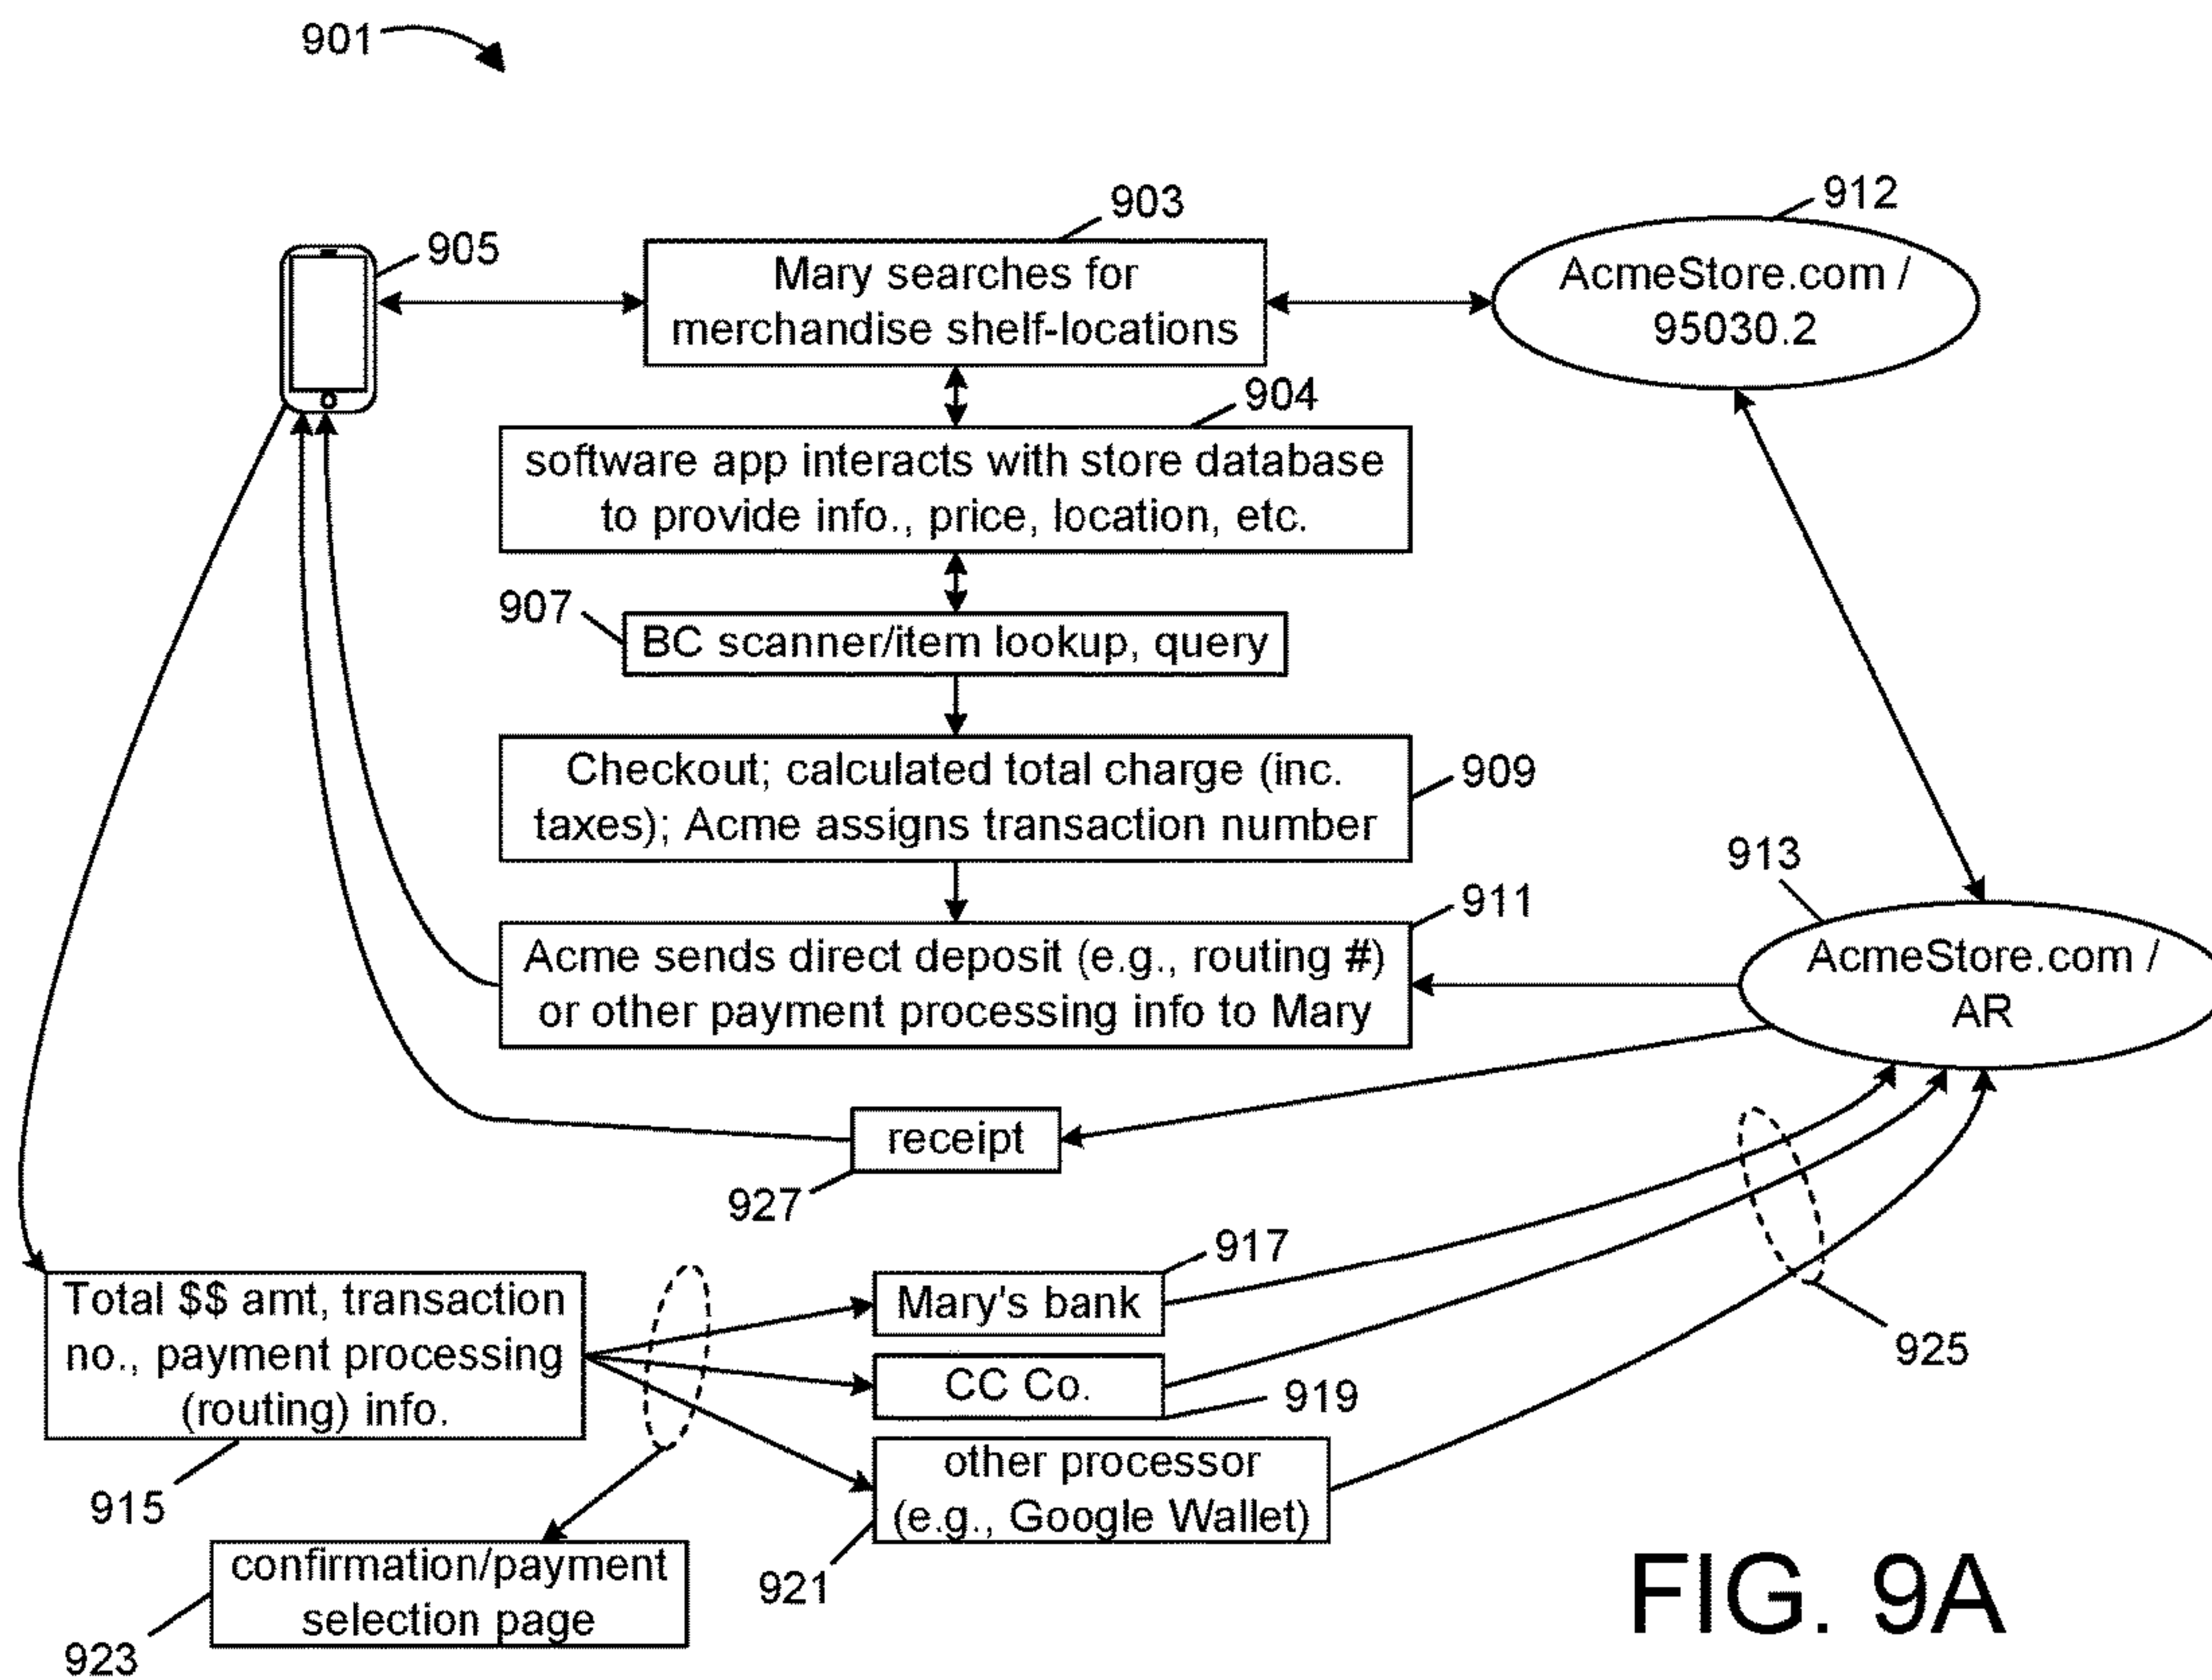 901
903
912
905
Mary searches for
merchandise shelf-locations
AcmeStore.com /
95030.2
904
software app interacts with store database
to provide info., price, location, etc.
907
BC scanner/item lookup, query
Checkout; calculated total charge (inc.
taxes); Acme assigns transaction number
909
913
911
Acme sends direct deposit (e.g., routing #)
or other payment processing info to Mary
AcmeStore.com /
AR
receipt
927
917
Total $$ amt, transaction
no., payment processing
(routing) info.
Mary's bank
925
CC Co.
919
915
other processor
(e.g., Google Wallet)
921
confirmation/payment
selection page
923
FIG. 9A